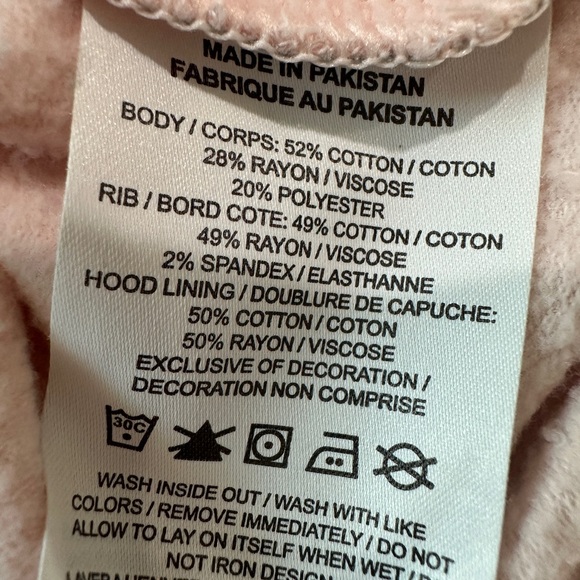 MADE IN PAKISTAN
FABRIQUE AU PAKISTAN
BODY / CORPS: 52% COTTON / COTON
28% RAYON / VISCOSE
20% POLYESTER
RIB / BORD COTE: 49% COTTON / COTON
49% RAYON / VISCOSE
2% SPANDEX / ELASTHANNE
HOOD LINING / DOUBLURE DE CAPUCHE:
50% COTTON / COTON
50% RAYON / VISCOSE
EXCLUSIVE OF DECORATION /
DECORATION NON COMPRISE
30C
WASH INSIDE OUT / WASH WITH LIKE
COLORS / REMOVE IMMEDIATELY / DO NOT
ALLOW TO LAY ON ITSELF WHEN WET /
NOT IRON DESIGN